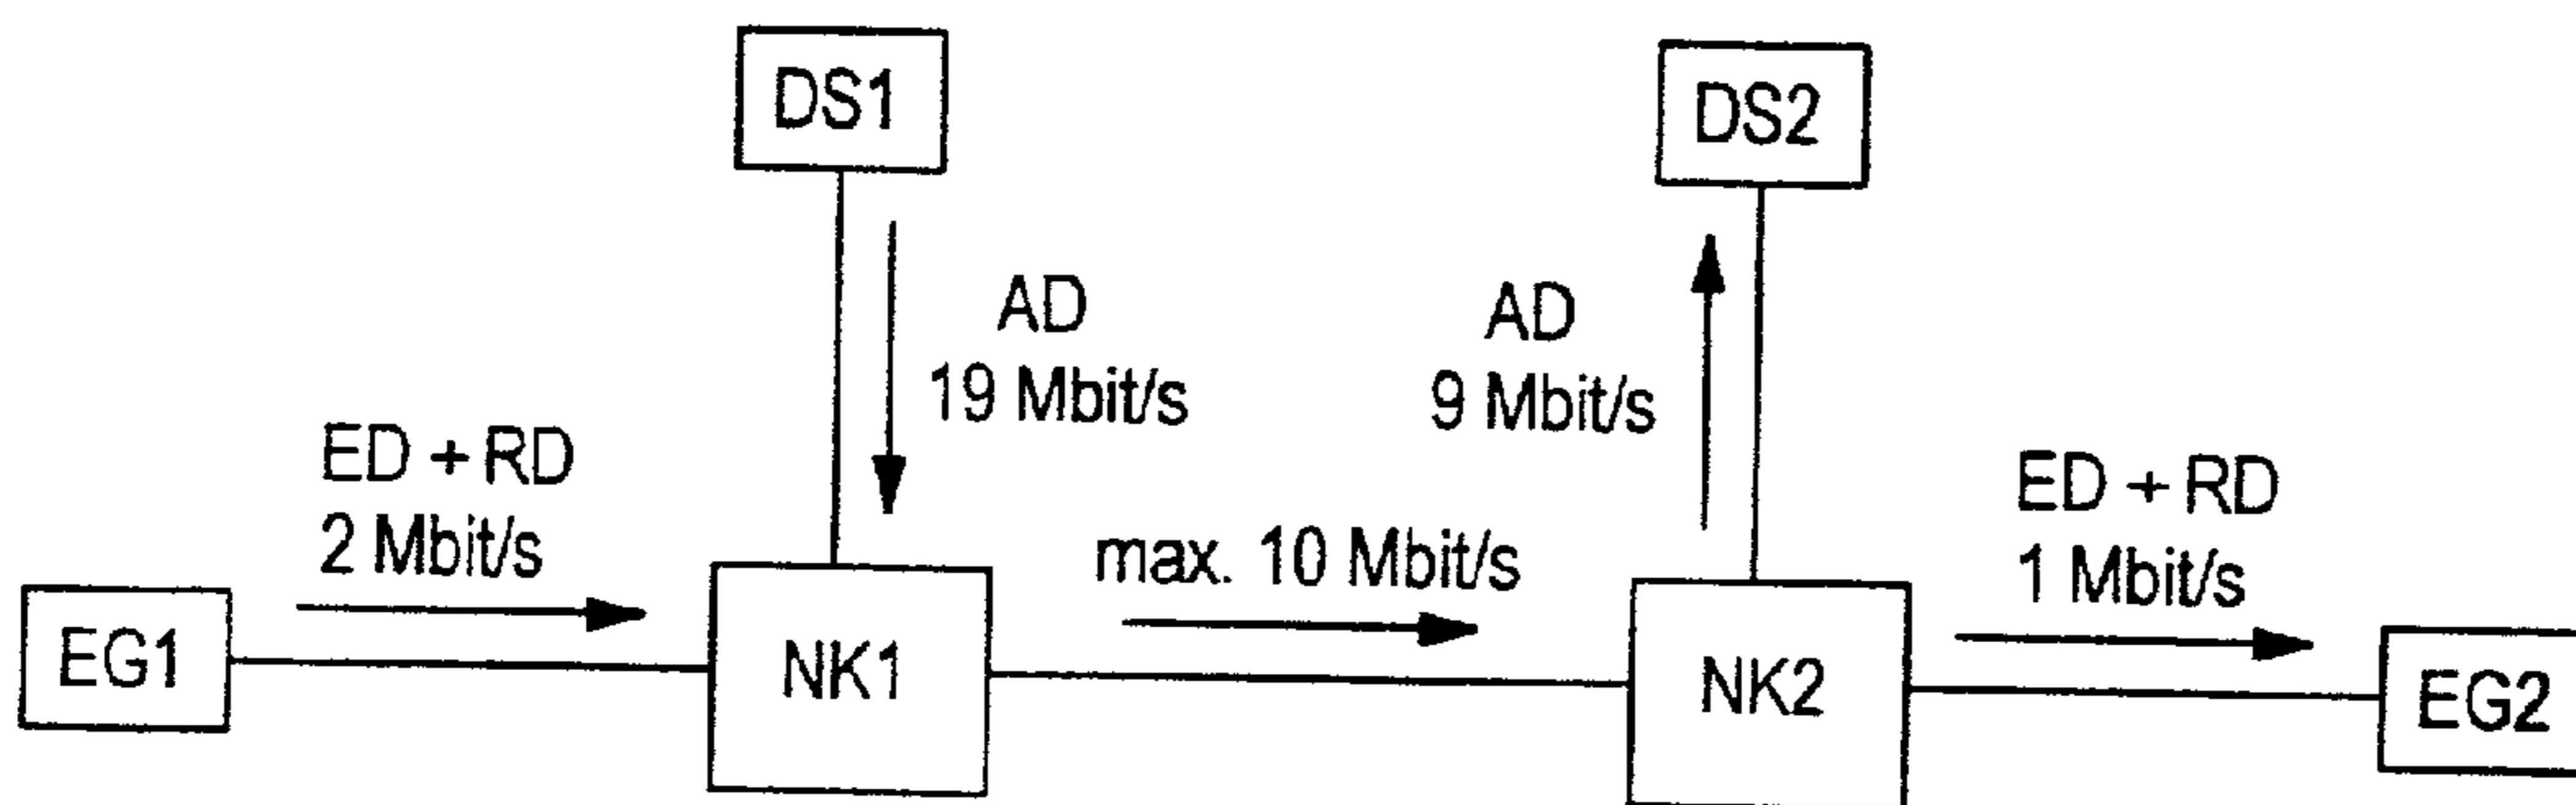 DS1
DS2
AD
19 Mbit/s
AD
9 Mbit/s
ED + RD
2 Mbit/s
max. 10 Mbit/s
ED + RD
1 Mbit/s
EG1
NK1
NK2
EG2